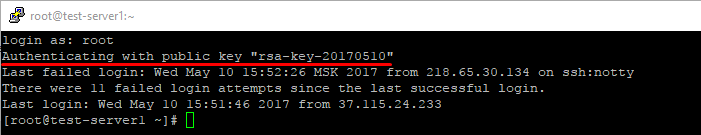 root@test-server1:~
login as: root
Authenticating with public key "rsa-key-20170510"
Last failed login: Wed May 10 15:52:26 MSK 2017 from 218.65.30.134 on ssh:notty
There were 11 failed login attempts since the last successful login.
Last login: Wed May 10 15:51:46 2017 from 37.115.24.233
[root@test-server1 ~]#